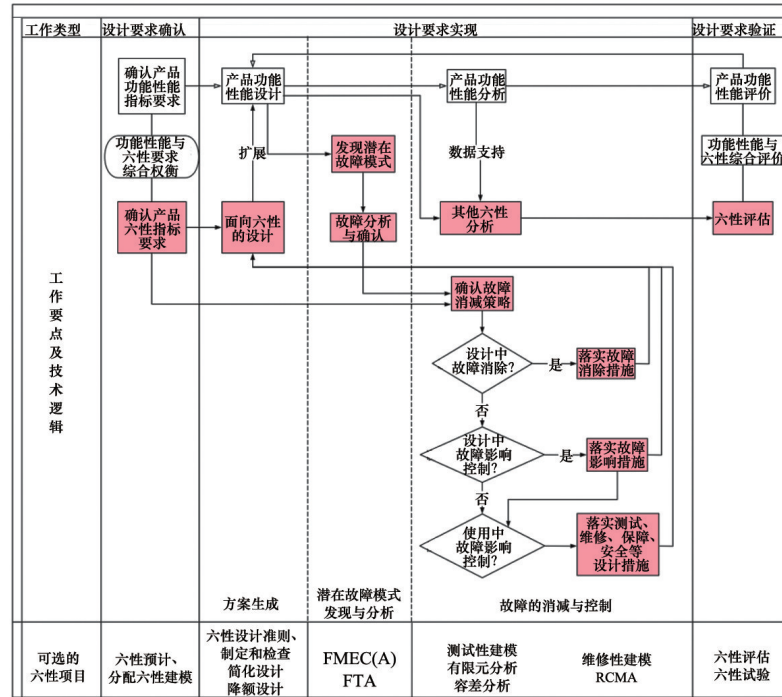 工作类型
设计要求确认
设计要求实现
设计要求验证
确认产品
功能性能
指标要求
产品功能
性能设计
产品功能
性能分析
产品功能
性能评价
功能性能与
六性要求
综合权衡
扩展
发现潜在
故障模式
数据支持
功能性能与
六性综合评价
确认产品
六性指标
要求
面向六性
的设计
故障分析
与确认
其他六性
分析
六性评估
工作要点及技术逻辑
确认故障
消减策略
设计中
故障消除？
是
落实故障
消除措施
否
设计中
故障影响
控制？
是
落实故障
影响措施
否
使用中
故障影响
控制？
落实测试、
维修、保障、
安全等
设计措施
方案生成
潜在故障模式
发现与分析
故障的消减与控制
可选的
六性项目
六性预计、
分配六性建模
六性设计准则、
制定和检查
简化设计
降额设计
FMEC(A)
FTA
测试性建模
有限元分析
容差分析
维修性建模
RCMA
六性评估
六性试验